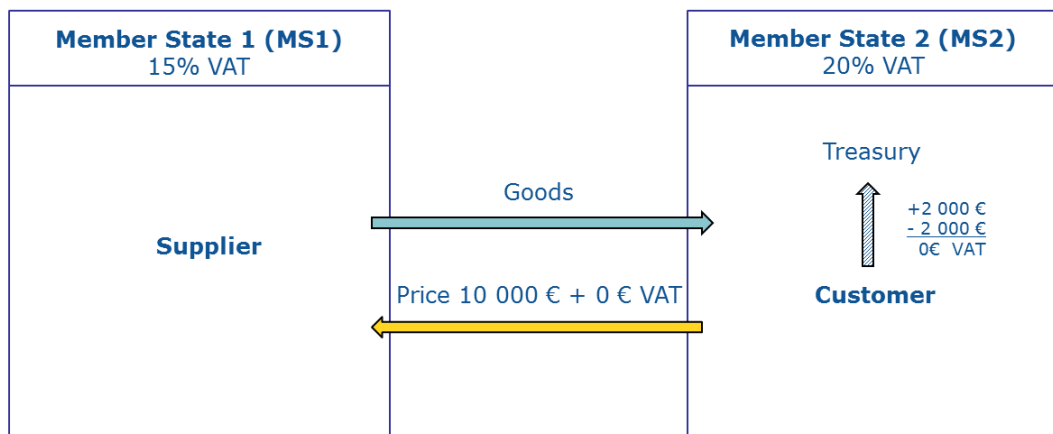 Member State 1 (MS1)
15% VAT
Member State 2 (MS2)
20% VAT
Treasury
Goods
+2 000 €
- 2 000 €
0€ VAT
Supplier
Price 10 000 € + 0 € VAT
Customer